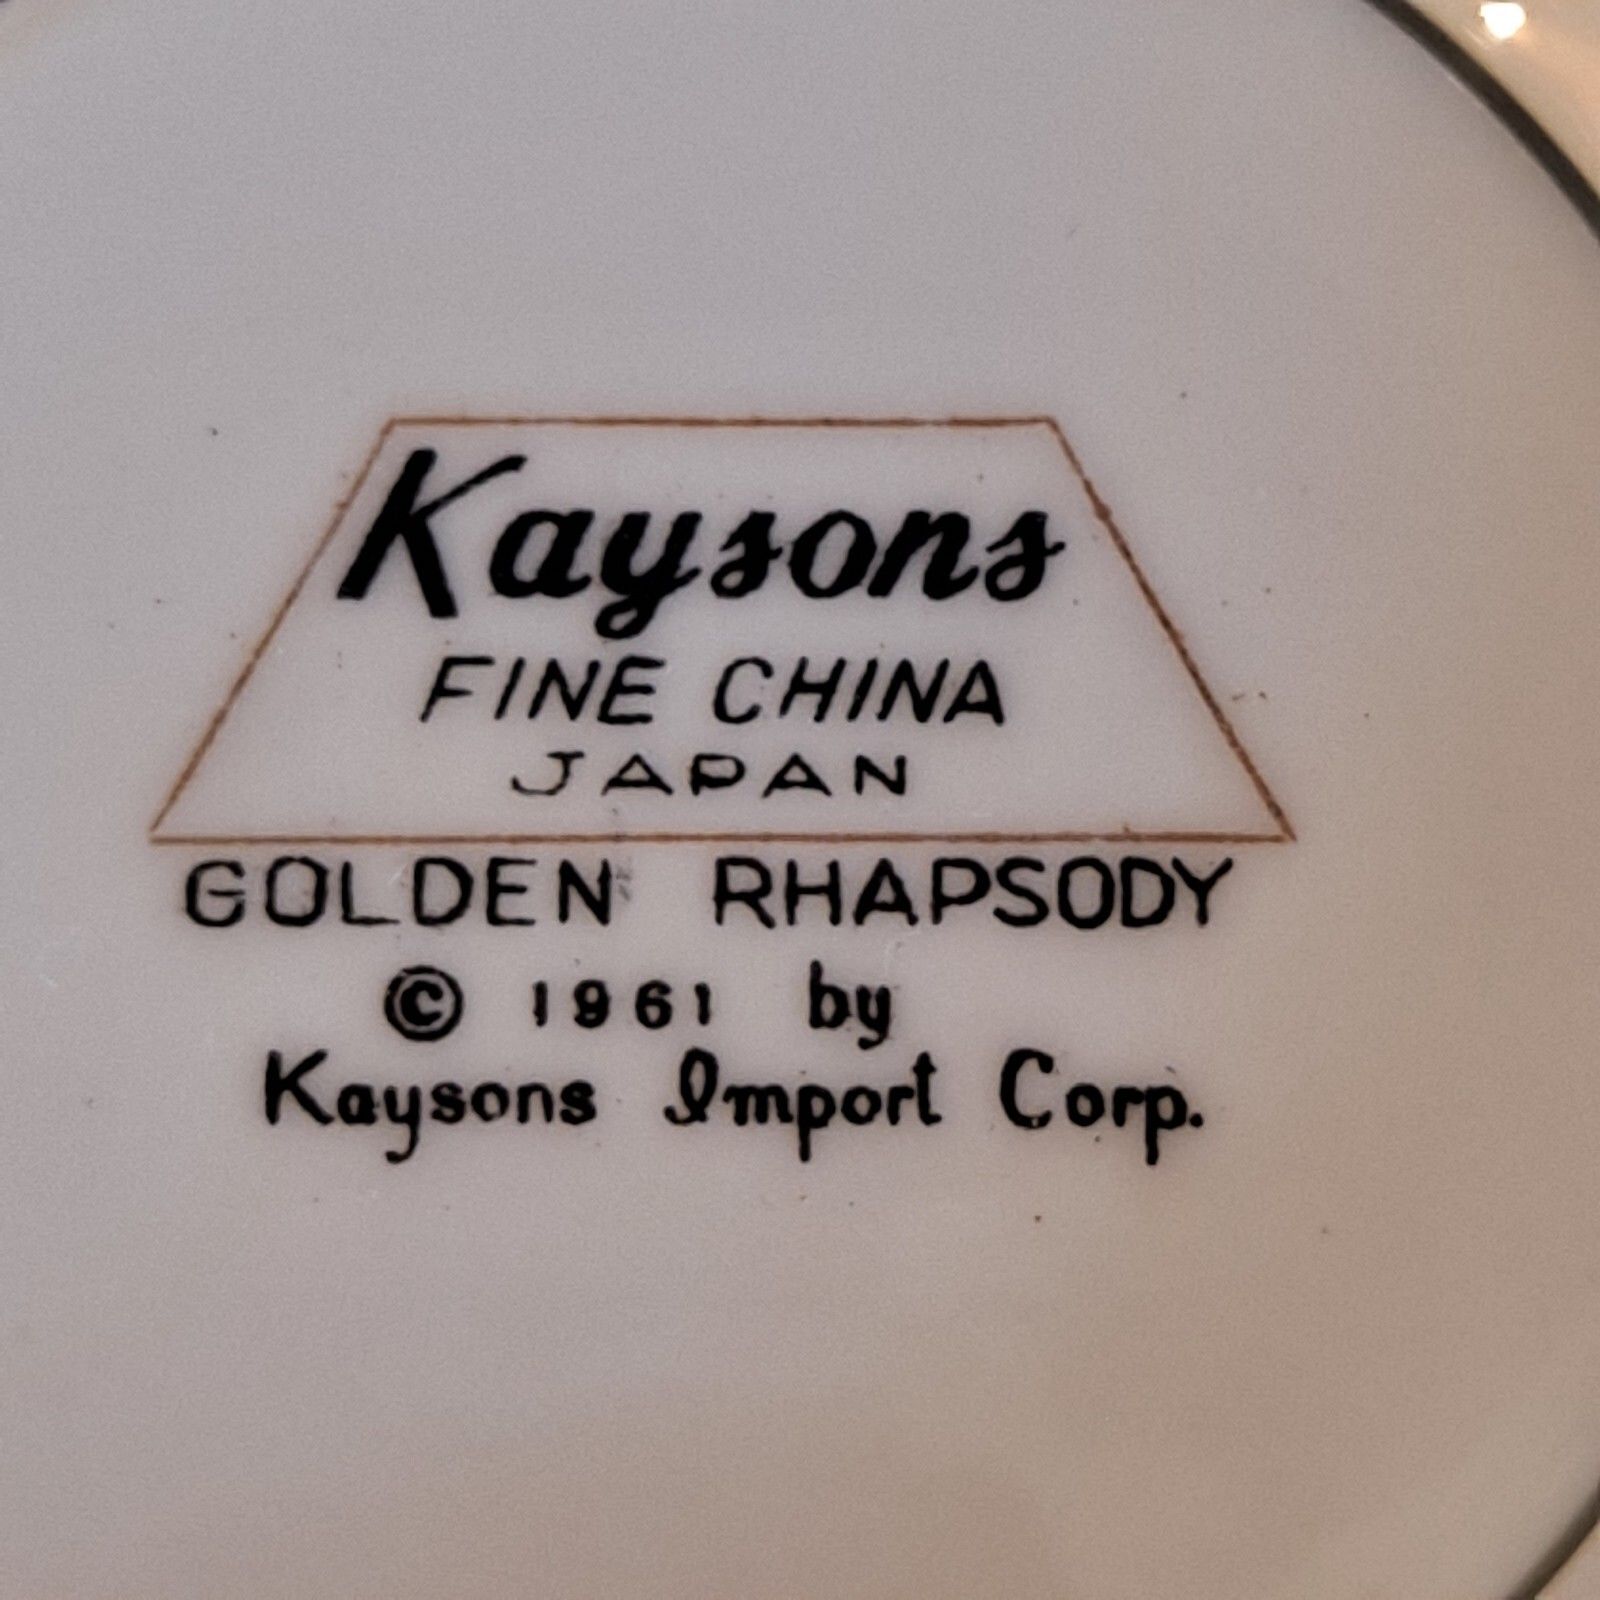 Kaysons
FINE CHINA
JAPAN
GOLDEN RHAPSODY
© 1961 by
Kaysons Import Corp.